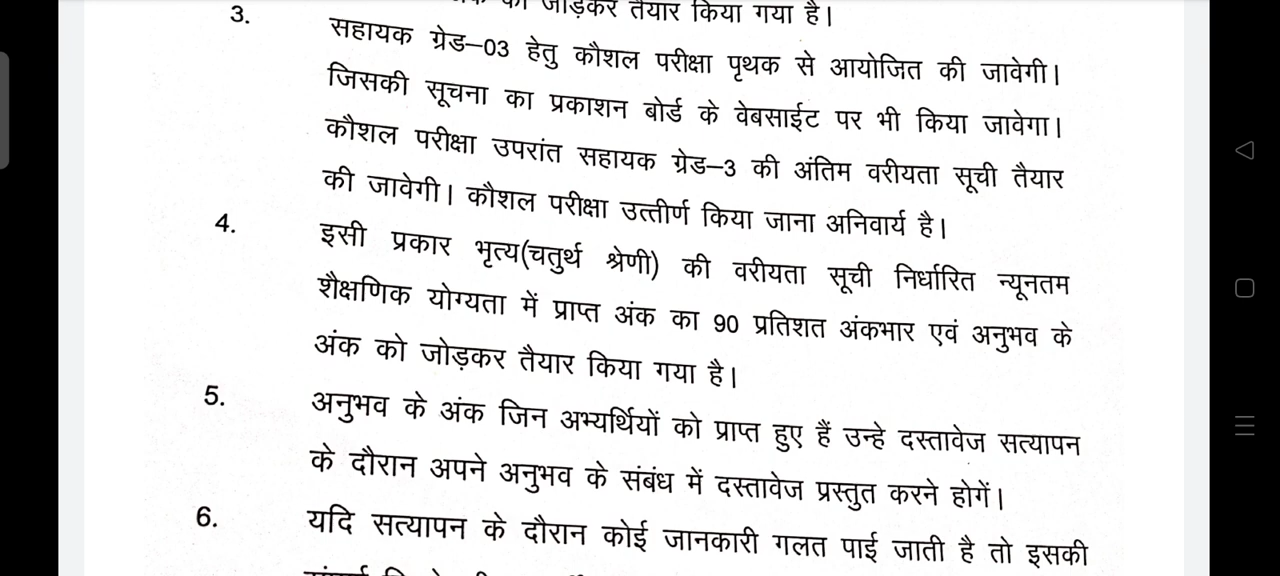 को जोड़कर तैयार किया गया है।
3. सहायक ग्रेड–03 हेतु कौशल परीक्षा पृथक से आयोजित की जावेगी।
जिसकी सूचना का प्रकाशन बोर्ड के वेबसाईट पर भी किया जावेगा।
कौशल परीक्षा उपरांत सहायक ग्रेड–3 की अंतिम वरीयता सूची तैयार
की जावेगी। कौशल परीक्षा उत्तीर्ण किया जाना अनिवार्य है।
4. इसी प्रकार भृत्य(चतुर्थ श्रेणी) की वरीयता सूची निर्धारित न्यूनतम
शैक्षणिक योग्यता में प्राप्त अंक का 90 प्रतिशत अंकभार एवं अनुभव के
अंक को जोड़कर तैयार किया गया है।
5. अनुभव के अंक जिन अभ्यर्थियों को प्राप्त हुए हैं उन्हे दस्तावेज सत्यापन
के दौरान अपने अनुभव के संबंध में दस्तावेज प्रस्तुत करने होगें।
6. यदि सत्यापन के दौरान कोई जानकारी गलत पाई जाती है तो इसकी